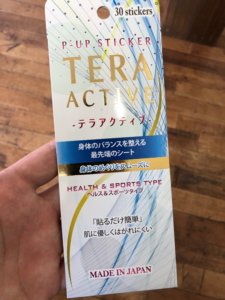 30 stickers
P-UP STICKER
TERA
ACTIVE
-テラアクティブ-
身体のバランスを整える
最先端のシート
HEALTH & SPORTS TYPE
ヘルス&スポーツタイプ
「貼るだけ簡単」
肌に優しくはがれにくい
MADE IN JAPAN